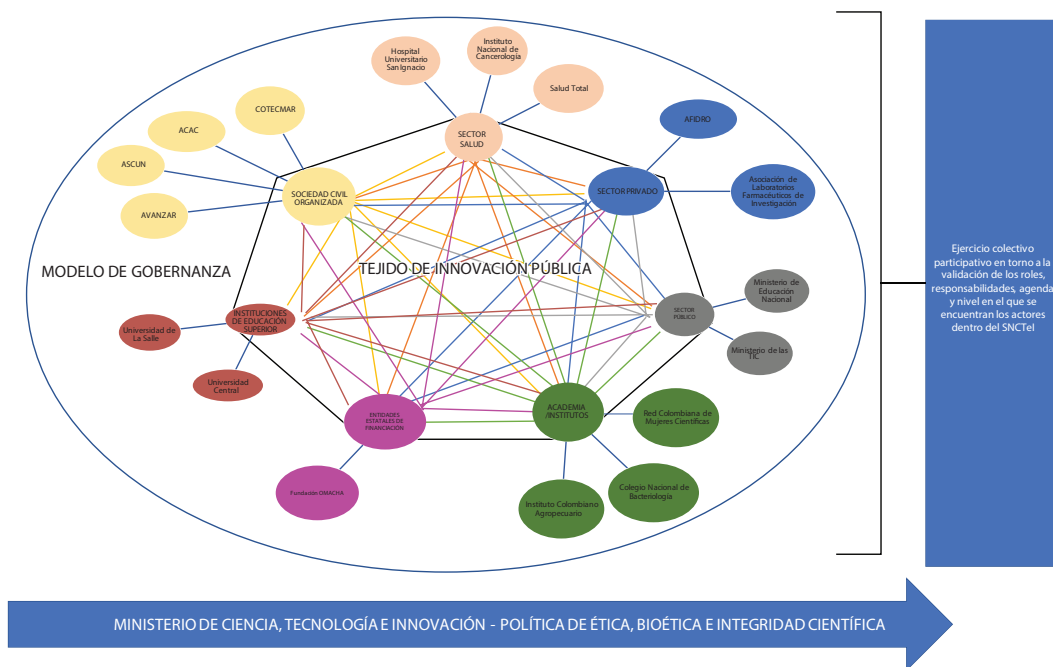 Hospital
Universitario
San Ignacio
Instituto
Nacional de
Cancerología
Salud Total
COTECMAR
ACAC
ASCUN
AVANZAR
SECTOR
SALUD
AFIDRO
SOCIEDAD CIVIL
ORGANIZADA
SECTOR PRIVADO
Asociación de
Laboratorios
Farmacéuticos de
Investigación
MODELO DE GOBERNANZA
TEJIDO DE INNOVACIÓN PÚBLICA
Ministerio de
Educación
Nacional
INSTITUCIONES
DE EDUCACIÓN
SUPERIOR
SECTOR
PÚBLICO
Universidad de
La Salle
Ministerio de las
TIC
Universidad
Central
ENTIDADES
ESTATALES DE
FINANCIACIÓN
ACADEMIA
/INSTITUTOS
Red Colombiana de
Mujeres Científicas
Fundación OMACHA
Instituto Colombiano
Agropecuario
Colegio Nacional de
Bacteriología
Ejercicio colectivo
participativo en torno a la
validación de los roles,
responsabilidades, agenda
y nivel en el que se
encuentran los actores
dentro del SNCTeI
MINISTERIO DE CIENCIA, TECNOLOGÍA E INNOVACIÓN - POLÍTICA DE ÉTICA, BIOÉTICA E INTEGRIDAD CIENTÍFICA